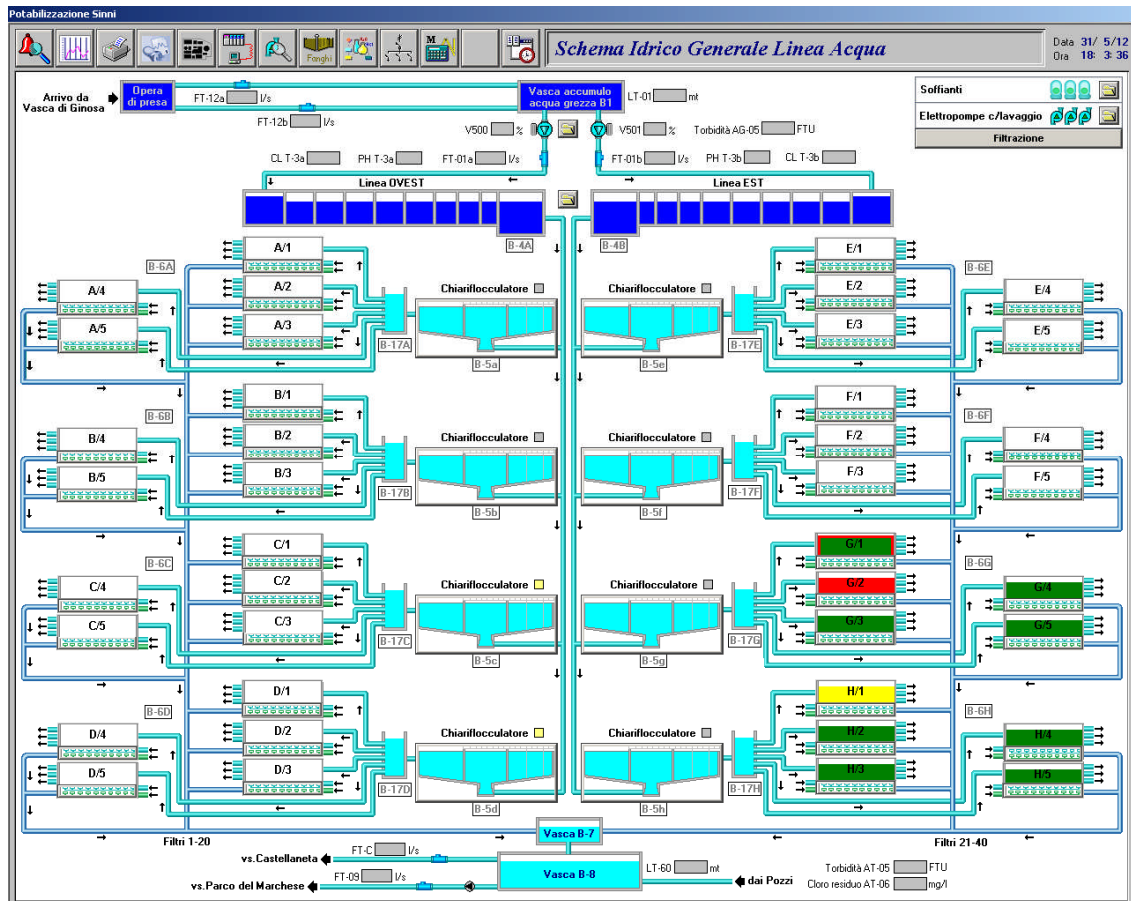 Potabilizzazione Sinni
Fanghi
M
Schema Idrico Generale Linea Acqua
Data 31/ 5/12
Ora 18: 3: 36
Arrivo da
Vasca di Ginosa
Opera
di presa
FT-12a l/s
FT-12b l/s
Vasca accumulo
acqua grezza B1
LT-01 mt
V500 %
V501 %
Torbidità AG-05 FTU
Soffianti
Elettropompe c/lavaggio
Filtrazione
CL T-3a
PH T-3a
FT-01a l/s
FT-01b l/s
PH T-3b
CL T-3b
Linea OVEST
Linea EST
B-4A
B-4B
B-6A
A/1
A/2
A/3
A/4
A/5
B-17A
Chiariflocculatore
B-5a
Chiariflocculatore
B-5e
B-17E
E/1
E/2
E/3
B-6E
E/4
E/5
B-6B
B/1
B/2
B/3
B/4
B/5
B-17B
Chiariflocculatore
B-5b
Chiariflocculatore
B-5f
B-17F
F/1
F/2
F/3
B-6F
F/4
F/5
B-6C
C/1
C/2
C/3
C/4
C/5
B-17C
Chiariflocculatore
B-5c
Chiariflocculatore
B-5g
B-17G
G/1
G/2
G/3
B-6G
G/4
G/5
B-6D
D/1
D/2
D/3
D/4
D/5
B-17D
Chiariflocculatore
B-5d
Chiariflocculatore
B-5h
B-17H
H/1
H/2
H/3
B-6H
H/4
H/5
Filtri 1-20
Vasca B-7
Filtri 21-40
vs.Castellaneta
FT-C l/s
vs.Parco del Marchese
FT-09 l/s
Vasca B-8
LT-60 mt
dai Pozzi
Torbidità AT-05 FTU
Cloro residuo AT-06 mg/l